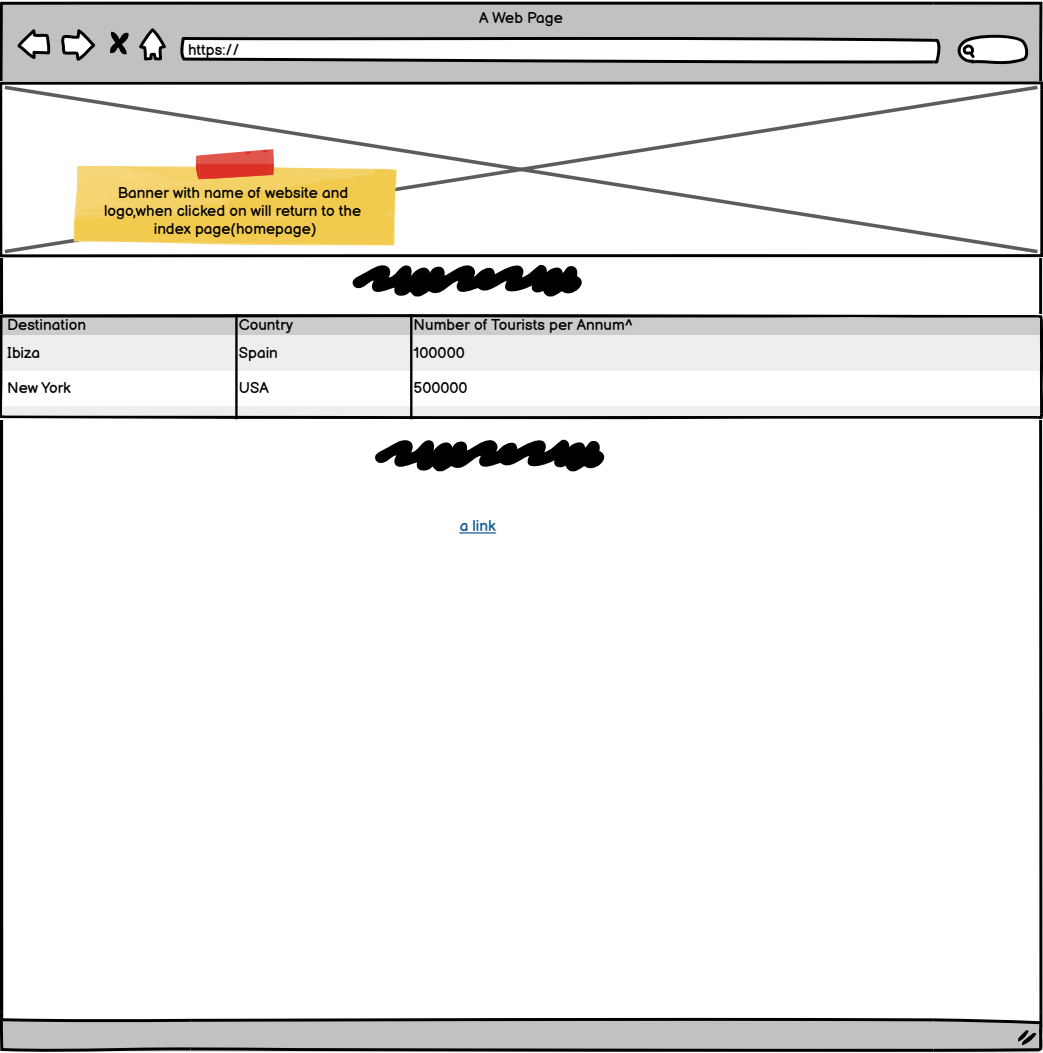 A Web Page
https://
Banner with name of website and
logo,when clicked on will return to the
index page(homepage)
Destination Country Number of Tourists per Annum^
Ibiza Spain 100000
New York USA 500000
a link